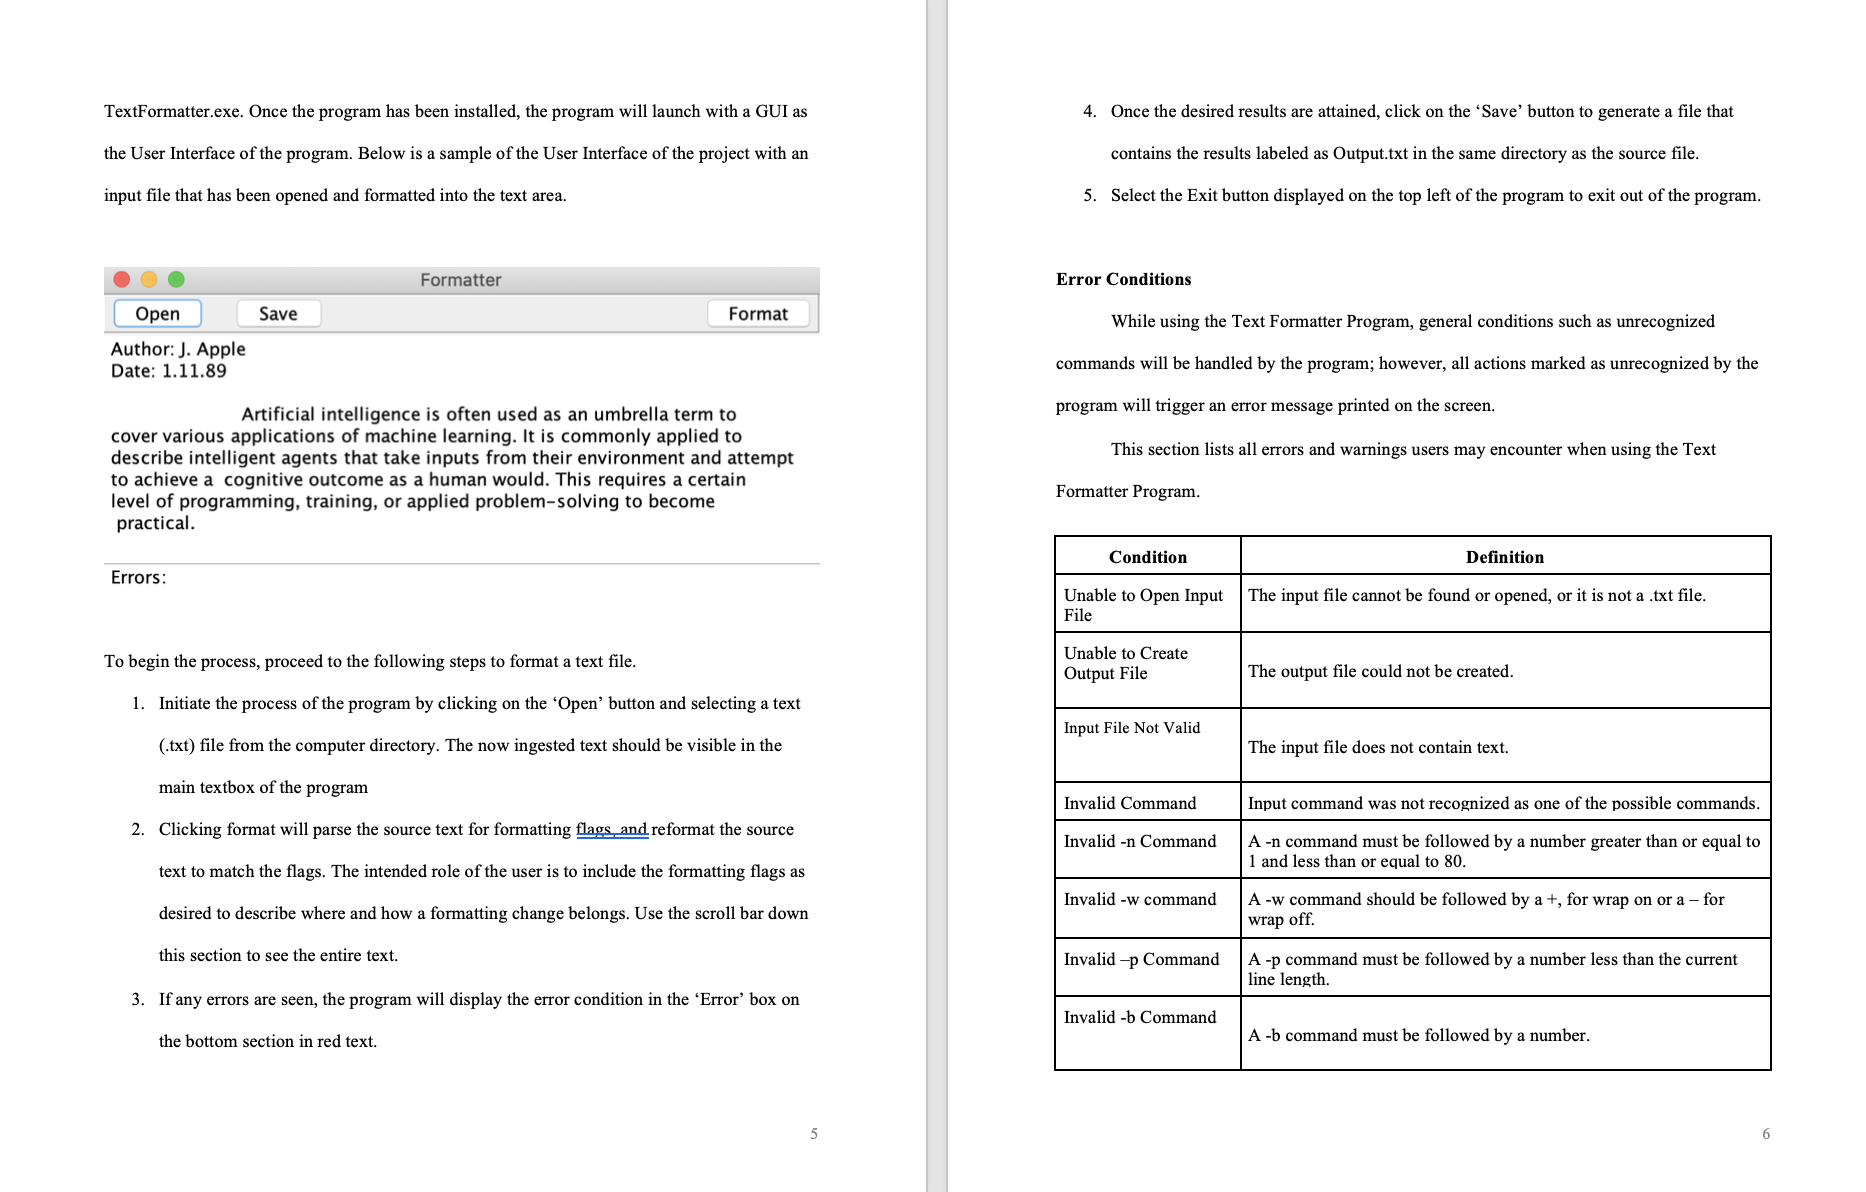 TextFormatter.exe. Once the program has been installed, the program will launch with a GUI as
the User Interface of the program. Below is a sample of the User Interface of the project with an
input file that has been opened and formatted into the text area.
Formatter
Open Save Format
Author: J. Apple
Date: 1.11.89
Artificial intelligence is often used as an umbrella term to
cover various applications of machine learning. It is commonly applied to
describe intelligent agents that take inputs from their environment and attempt
to achieve a  cognitive outcome as a human would. This requires a certain
level of programming, training, or applied problem-solving to become
practical.
Errors:
To begin the process, proceed to the following steps to format a text file.
1. Initiate the process of the program by clicking on the ‘Open’ button and selecting a text
(.txt) file from the computer directory. The now ingested text should be visible in the
main textbox of the program
2. Clicking format will parse the source text for formatting flags, and reformat the source
text to match the flags. The intended role of the user is to include the formatting flags as
desired to describe where and how a formatting change belongs. Use the scroll bar down
this section to see the entire text.
3. If any errors are seen, the program will display the error condition in the ‘Error’ box on
the bottom section in red text.
5
4. Once the desired results are attained, click on the ‘Save’ button to generate a file that
contains the results labeled as Output.txt in the same directory as the source file.
5. Select the Exit button displayed on the top left of the program to exit out of the program.
Error Conditions
While using the Text Formatter Program, general conditions such as unrecognized
commands will be handled by the program; however, all actions marked as unrecognized by the
program will trigger an error message printed on the screen.
This section lists all errors and warnings users may encounter when using the Text
Formatter Program.
Condition Definition
Unable to Open Input
File
The input file cannot be found or opened, or it is not a .txt file.
Unable to Create
Output File
The output file could not be created.
Input File Not Valid
The input file does not contain text.
Invalid Command
Input command was not recognized as one of the possible commands.
Invalid -n Command
A -n command must be followed by a number greater than or equal to
1 and less than or equal to 80.
Invalid -w command
A -w command should be followed by a +, for wrap on or a – for
wrap off.
Invalid –p Command
A -p command must be followed by a number less than the current
line length.
Invalid -b Command
A -b command must be followed by a number.
6